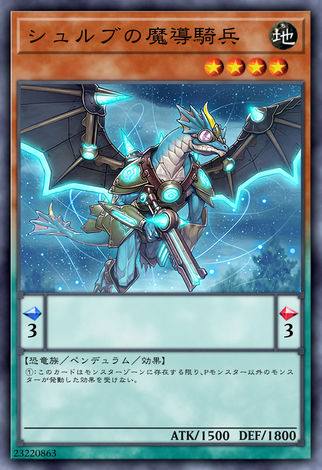 シュルブの魔導騎兵
ち
地
3 3
【恐竜族／ペンデュラム／効果】
①:このカードはモンスターゾーンに存在する限り、Pモンスター以外のモンス
ターが発動した効果を受けない。
ATK/1500 DEF/1800
23220863